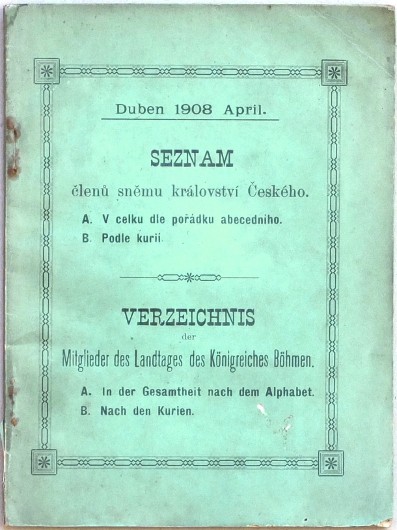 Duben 1908 April.
SEZNAM
členů sněmu království Českého.
A. V celku dle pořádku abecedního.
B. Podle kurií.
VERZEICHNIS
der
Mitglieder des Landtages des Königreiches Böhmen.
A. In der Gesamtheit nach dem Alphabet.
B. Nach den Kurien.